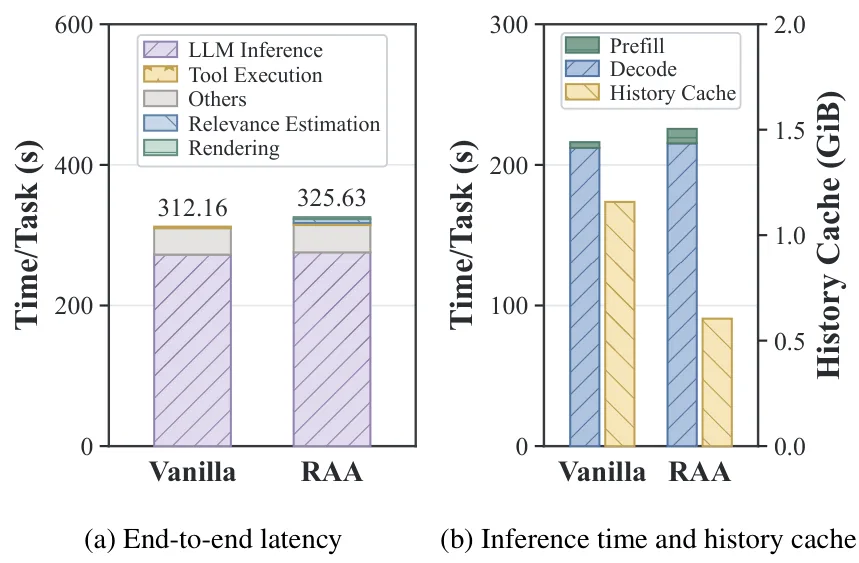 600
400
200
0
Time/Task (s)
LLM Inference
Tool Execution
Others
Relevance Estimation
Rendering
312.16
325.63
Vanilla
RAA
(a) End-to-end latency
300
200
100
0
Time/Task (s)
Prefill
Decode
History Cache
2.0
1.5
1.0
0.5
0.0
History Cache (GiB)
Vanilla
RAA
(b) Inference time and history cache